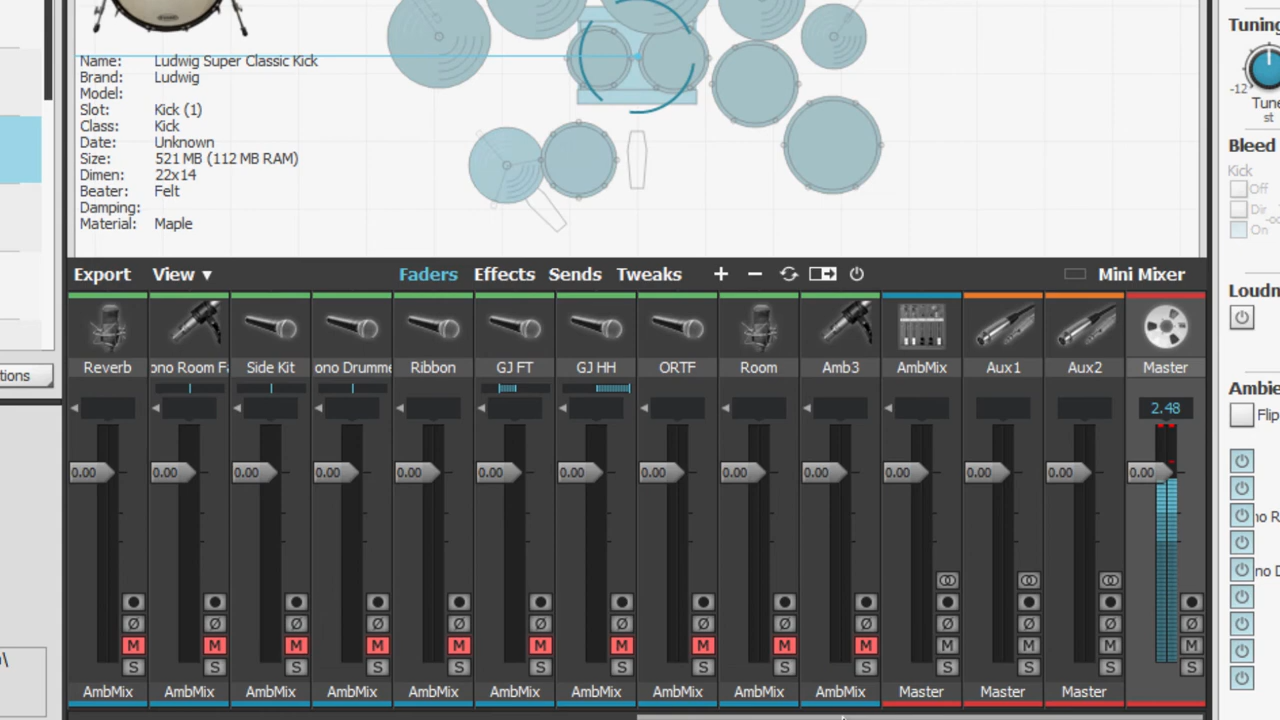 Name: Ludwig Super Classic Kick
Brand: Ludwig
Model:
Slot: Kick (1)
Class: Kick
Date: Unknown
Size: 521 MB (112 MB RAM)
Dimen: 22x14
Beater: Felt
Damping:
Material: Maple
tions
\
Tuning
-12
Tune
st
Bleed
Kick
Off
Dir
On
Loudn
Ambie
Flip
o R
no D
Export View ▼ Faders Effects Sends Tweaks + − Mini Mixer
Reverb ono Room Fa Side Kit ono Drumme Ribbon GJ FT GJ HH ORTF Room Amb3 AmbMix Aux1 Aux2 Master
2.48
0.00 0.00 0.00 0.00 0.00 0.00 0.00 0.00 0.00 0.00 0.00 0.00 0.00 0.00
Ø Ø Ø Ø Ø Ø Ø Ø Ø Ø Ø Ø Ø Ø
M M M M M M M M M M M M M M
S S S S S S S S S S S S S S
AmbMix AmbMix AmbMix AmbMix AmbMix AmbMix AmbMix AmbMix AmbMix AmbMix Master Master Master